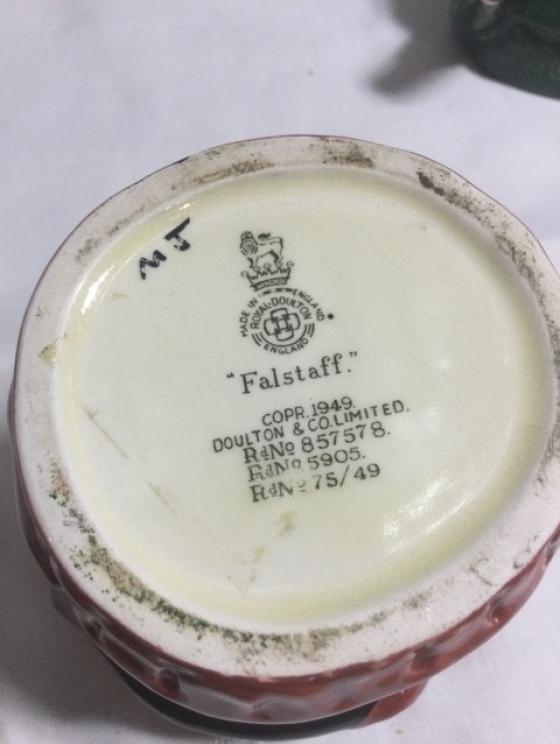 MJ
MADE IN ENGLAND
ROYAL·DOULTON
ENGLAND
"Falstaff."
COPR.1949.
DOULTON & CO.LIMITED.
RdNo 857578.
RdNo 5905.
RdNo 75/49